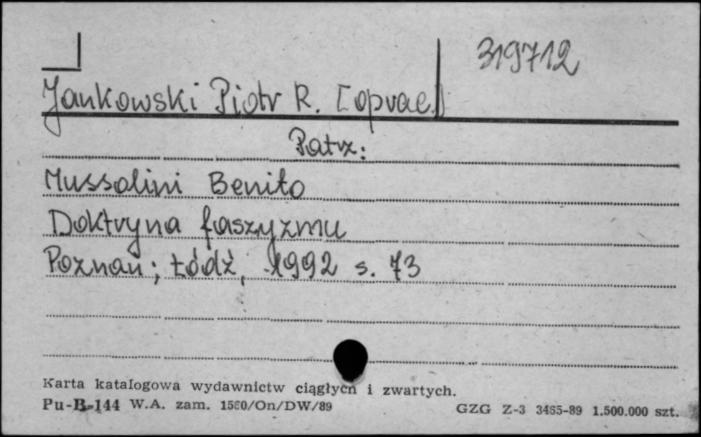 319712
Jankowski Piotr R. [oprac.]
Patrz:
Mussolini Benito
Doktryna faszyzmu
Poznań; Łódź, 1992 s. 73
Karta katalogowa wydawnictw ciągłych i zwartych.
Pu-B-144 W.A. zam. 1560/On/DW/89
GZG Z-3 3485-89 1.500.000 szt.